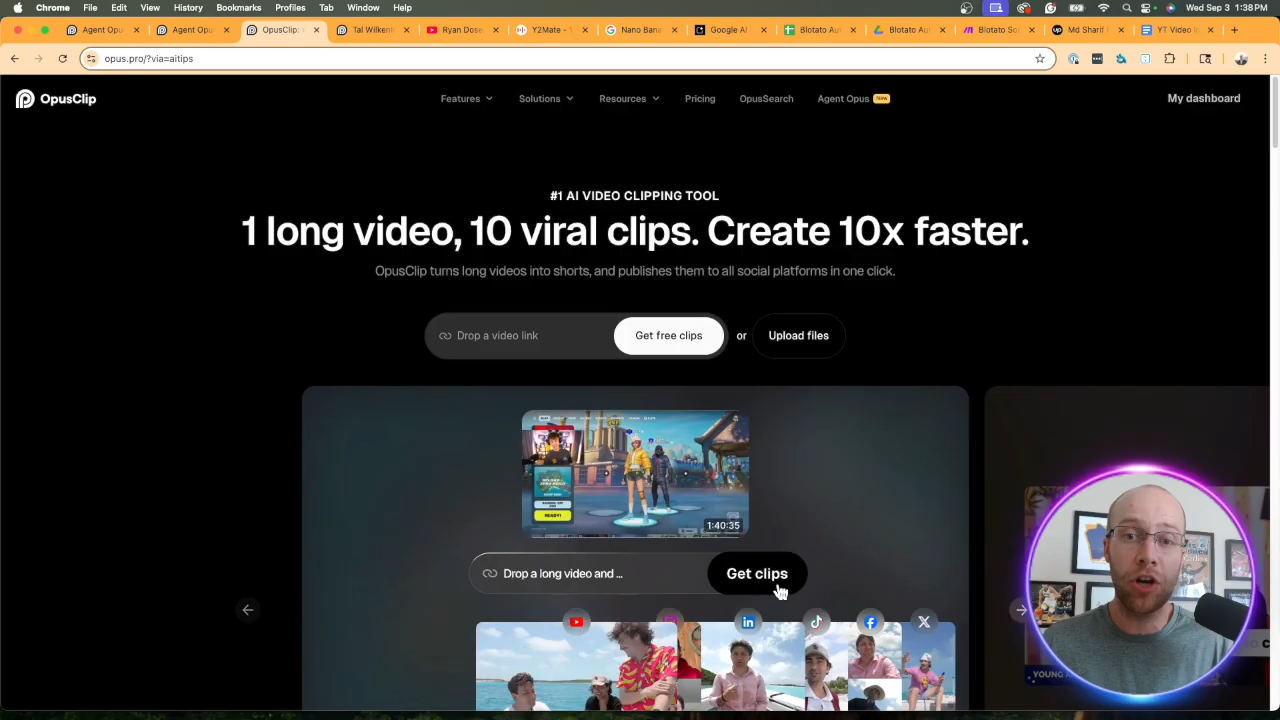 Chrome File Edit View History Bookmarks Profiles Tab Window Help
Wed Sep 3 1:38 PM
Agent Opu
Agent Opus
OpusClip:
Tal Wilkenf
Ryan Dose
Y2Mate -
Nano Bana
Google AI
Blotato Au
Blotato Au
Blotato So
Md Sharif
YT Video I
opus.pro/?via=aitips
OpusClip
Features
Solutions
Resources
Pricing
OpusSearch
Agent Opus
New
My dashboard
#1 AI VIDEO CLIPPING TOOL
1 long video, 10 viral clips. Create 10x faster.
OpusClip turns long videos into shorts, and publishes them to all social platforms in one click.
Drop a video link
Get free clips
or
Upload files
READY!
1:40:35
Drop a long video and ...
Get clips
YOUNG